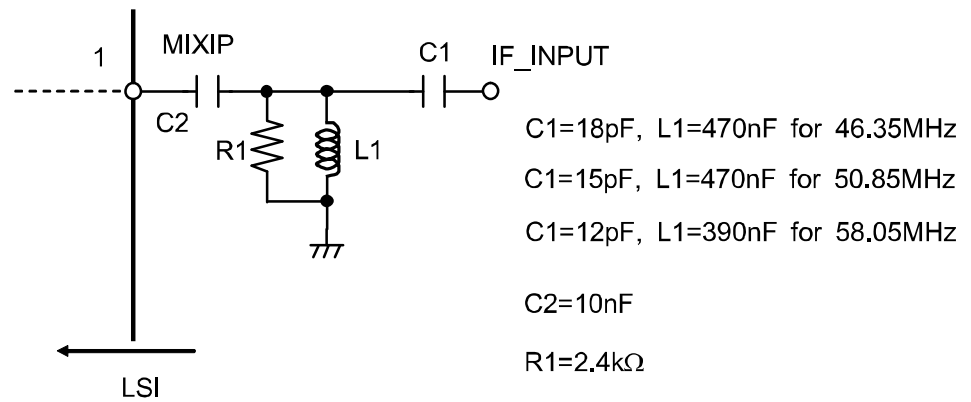 1
MIXIP
C1
IF_INPUT
C2
R1
L1
C1=18pF, L1=470nF for 46.35MHz
C1=15pF, L1=470nF for 50.85MHz
C1=12pF, L1=390nF for 58.05MHz
C2=10nF
R1=2.4kΩ
LSI